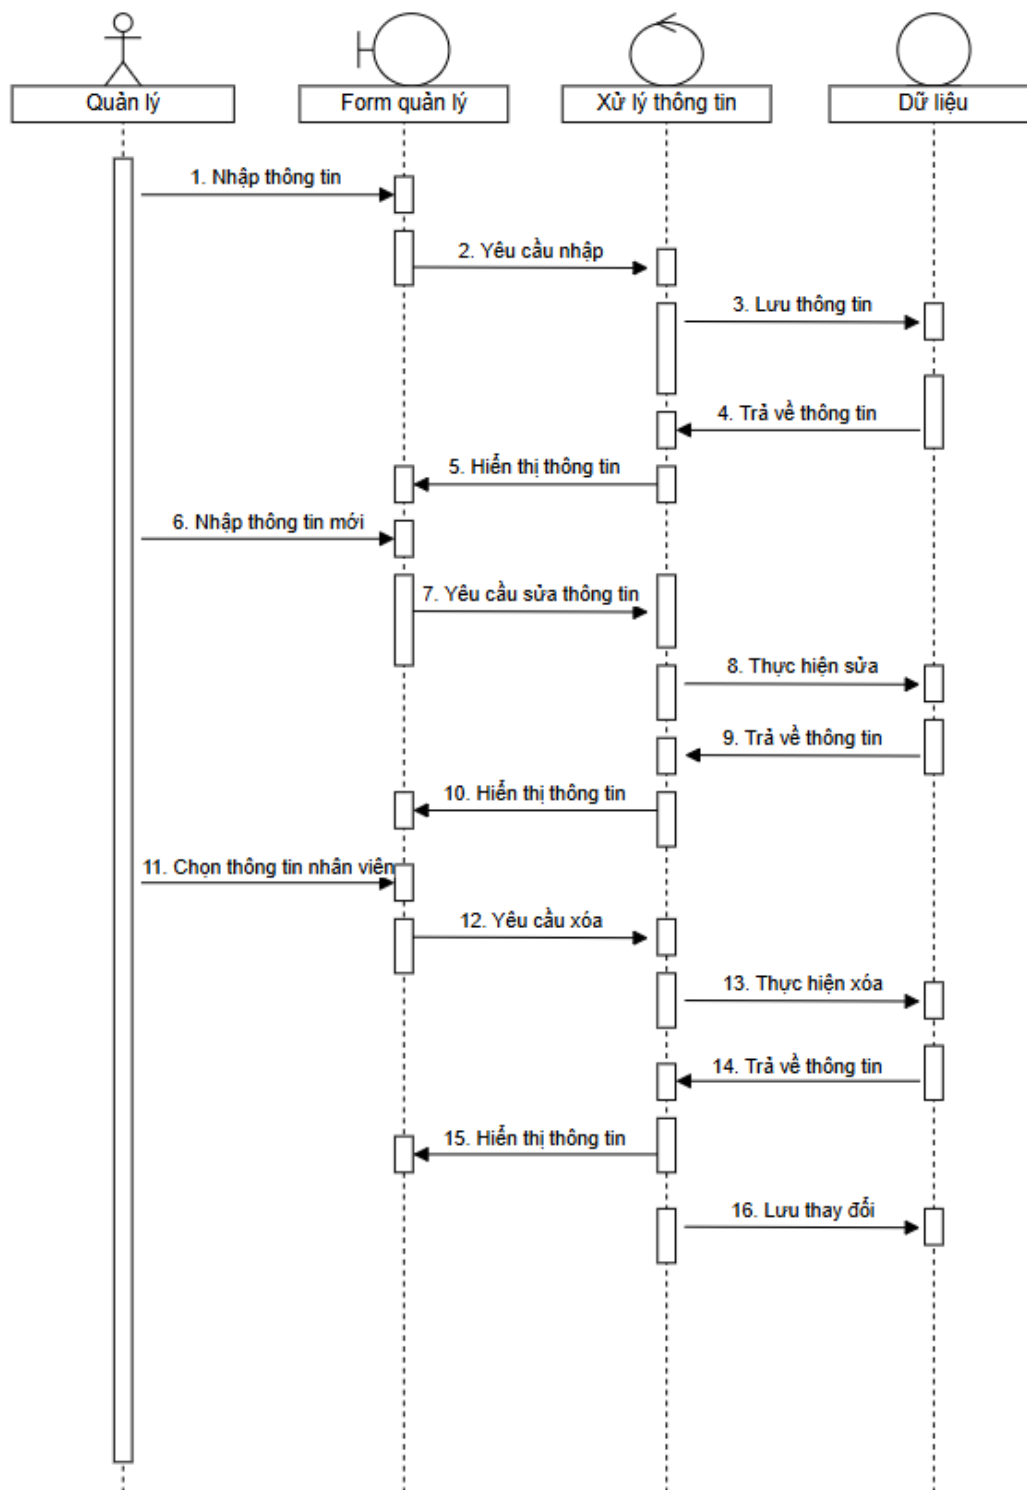 Quản lý
Form quản lý
Xử lý thông tin
Dữ liệu
1. Nhập thông tin
2. Yêu cầu nhập
3. Lưu thông tin
4. Trả về thông tin
5. Hiển thị thông tin
6. Nhập thông tin mới
7. Yêu cầu sửa thông tin
8. Thực hiện sửa
9. Trả về thông tin
10. Hiển thị thông tin
11. Chọn thông tin nhân viên
12. Yêu cầu xóa
13. Thực hiện xóa
14. Trả về thông tin
15. Hiển thị thông tin
16. Lưu thay đổi